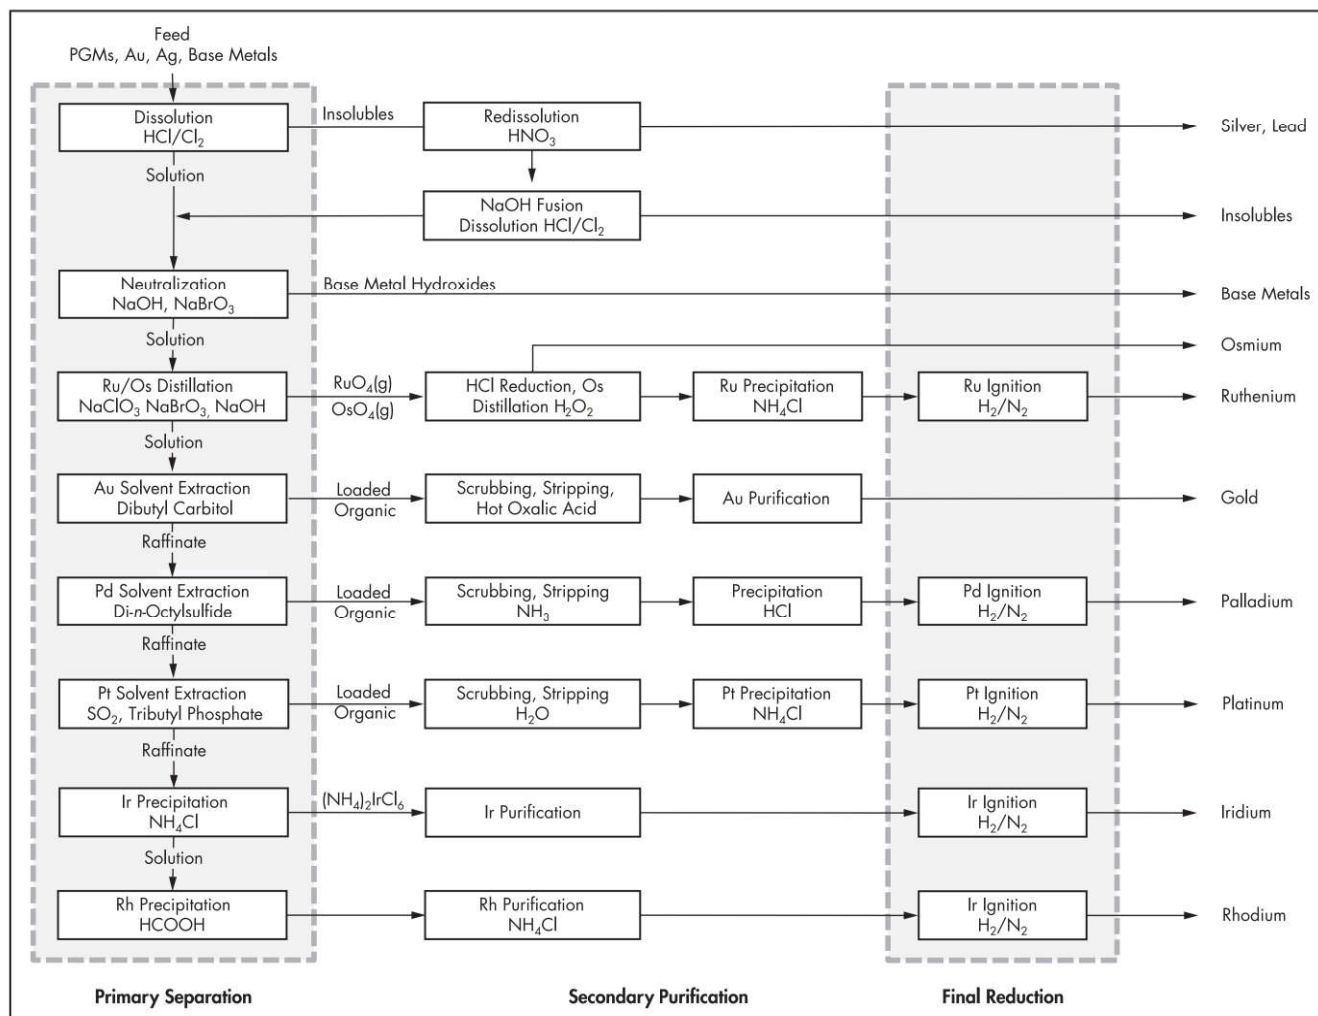 Feed
PGMs, Au, Ag, Base Metals
Dissolution
HCl/Cl₂
Insolubles
Redissolution
HNO₃
Silver, Lead
Solution
NaOH Fusion
Dissolution HCl/Cl₂
Insolubles
Neutralization
NaOH, NaBrO₃
Base Metal Hydroxides
Base Metals
Solution
Osmium
Ru/Os Distillation
NaClO₃ NaBrO₃, NaOH
RuO₄(g)
OsO₄(g)
HCl Reduction, Os
Distillation H₂O₂
Ru Precipitation
NH₄Cl
Ru Ignition
H₂/N₂
Ruthenium
Solution
Au Solvent Extraction
Dibutyl Carbitol
Loaded
Organic
Scrubbing, Stripping,
Hot Oxalic Acid
Au Purification
Gold
Raffinate
Pd Solvent Extraction
Di-n-Octylsulfide
Loaded
Organic
Scrubbing, Stripping
NH₃
Precipitation
HCl
Pd Ignition
H₂/N₂
Palladium
Raffinate
Pt Solvent Extraction
SO₂, Tributyl Phosphate
Loaded
Organic
Scrubbing, Stripping
H₂O
Pt Precipitation
NH₄Cl
Pt Ignition
H₂/N₂
Platinum
Raffinate
Ir Precipitation
NH₄Cl
(NH₄)₂IrCl₆
Ir Purification
Ir Ignition
H₂/N₂
Iridium
Solution
Rh Precipitation
HCOOH
Rh Purification
NH₄Cl
Ir Ignition
H₂/N₂
Rhodium
Primary Separation
Secondary Purification
Final Reduction